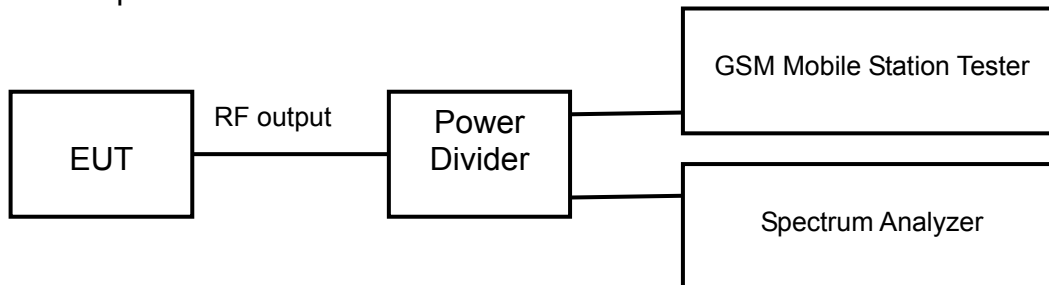 EUT
RF output
Power
Divider
GSM Mobile Station Tester
Spectrum Analyzer